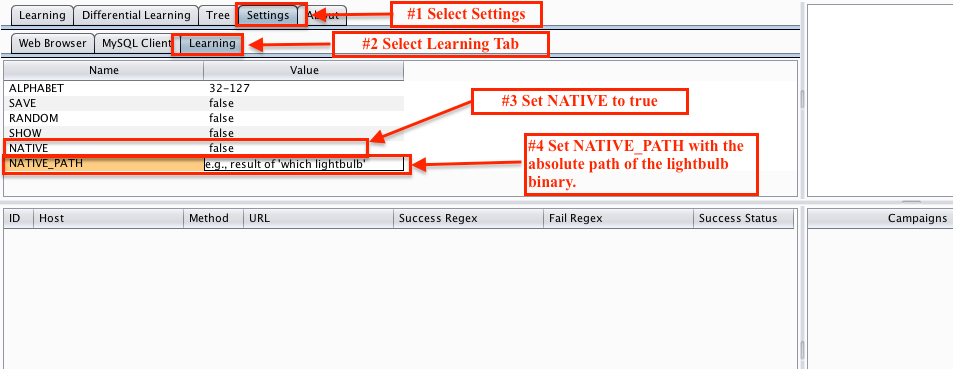 Learning Differential Learning Tree Settings About #1 Select Settings
Web Browser MySQL Client Learning #2 Select Learning Tab
Name Value
ALPHABET 32-127
SAVE false
RANDOM false
SHOW false
NATIVE false
NATIVE_PATH e.g., result of 'which lightbulb'
#3 Set NATIVE to true
#4 Set NATIVE_PATH with the
absolute path of the lightbulb
binary.
ID Host Method URL Success Regex Fail Regex Success Status Campaigns